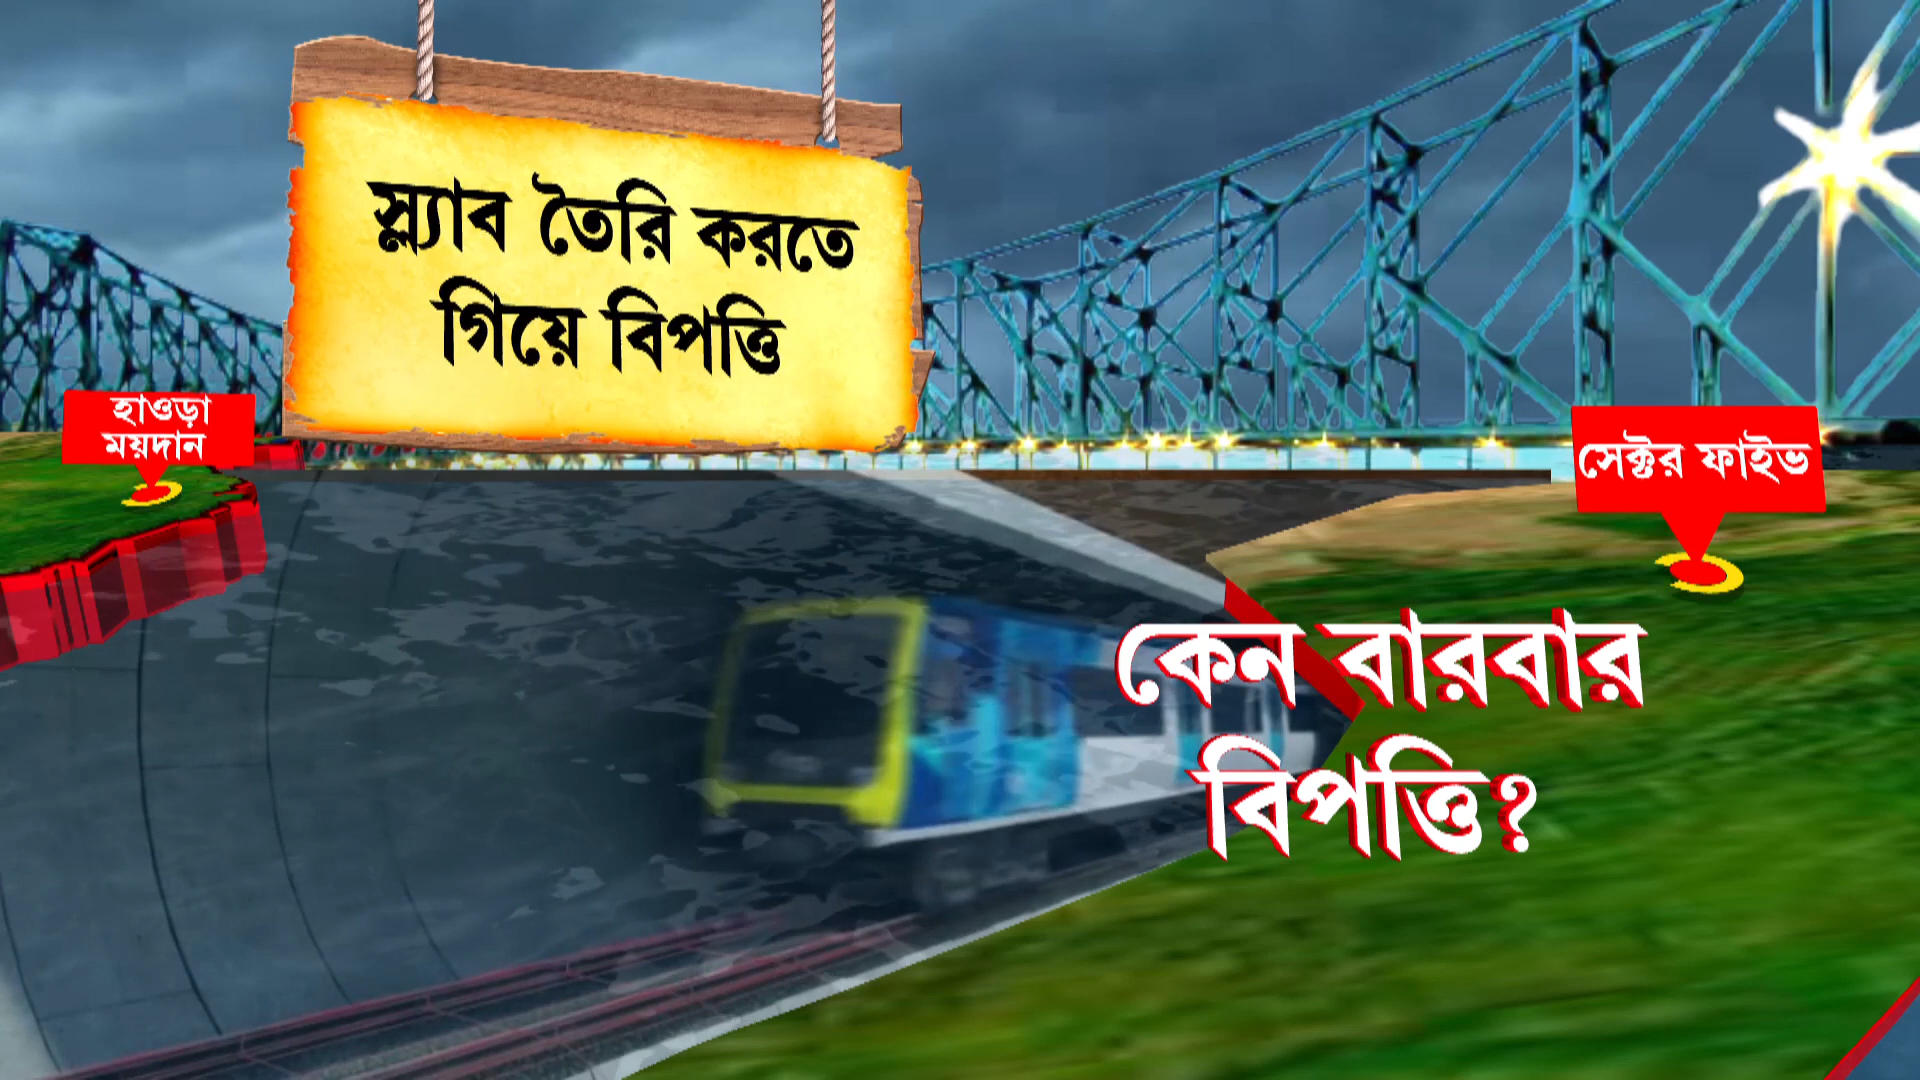 স্ল্যাব তৈরি করতে
গিয়ে বিপত্তি
হাওড়া
ময়দান
সেক্টর ফাইভ
কেন বারবার
বিপত্তি?